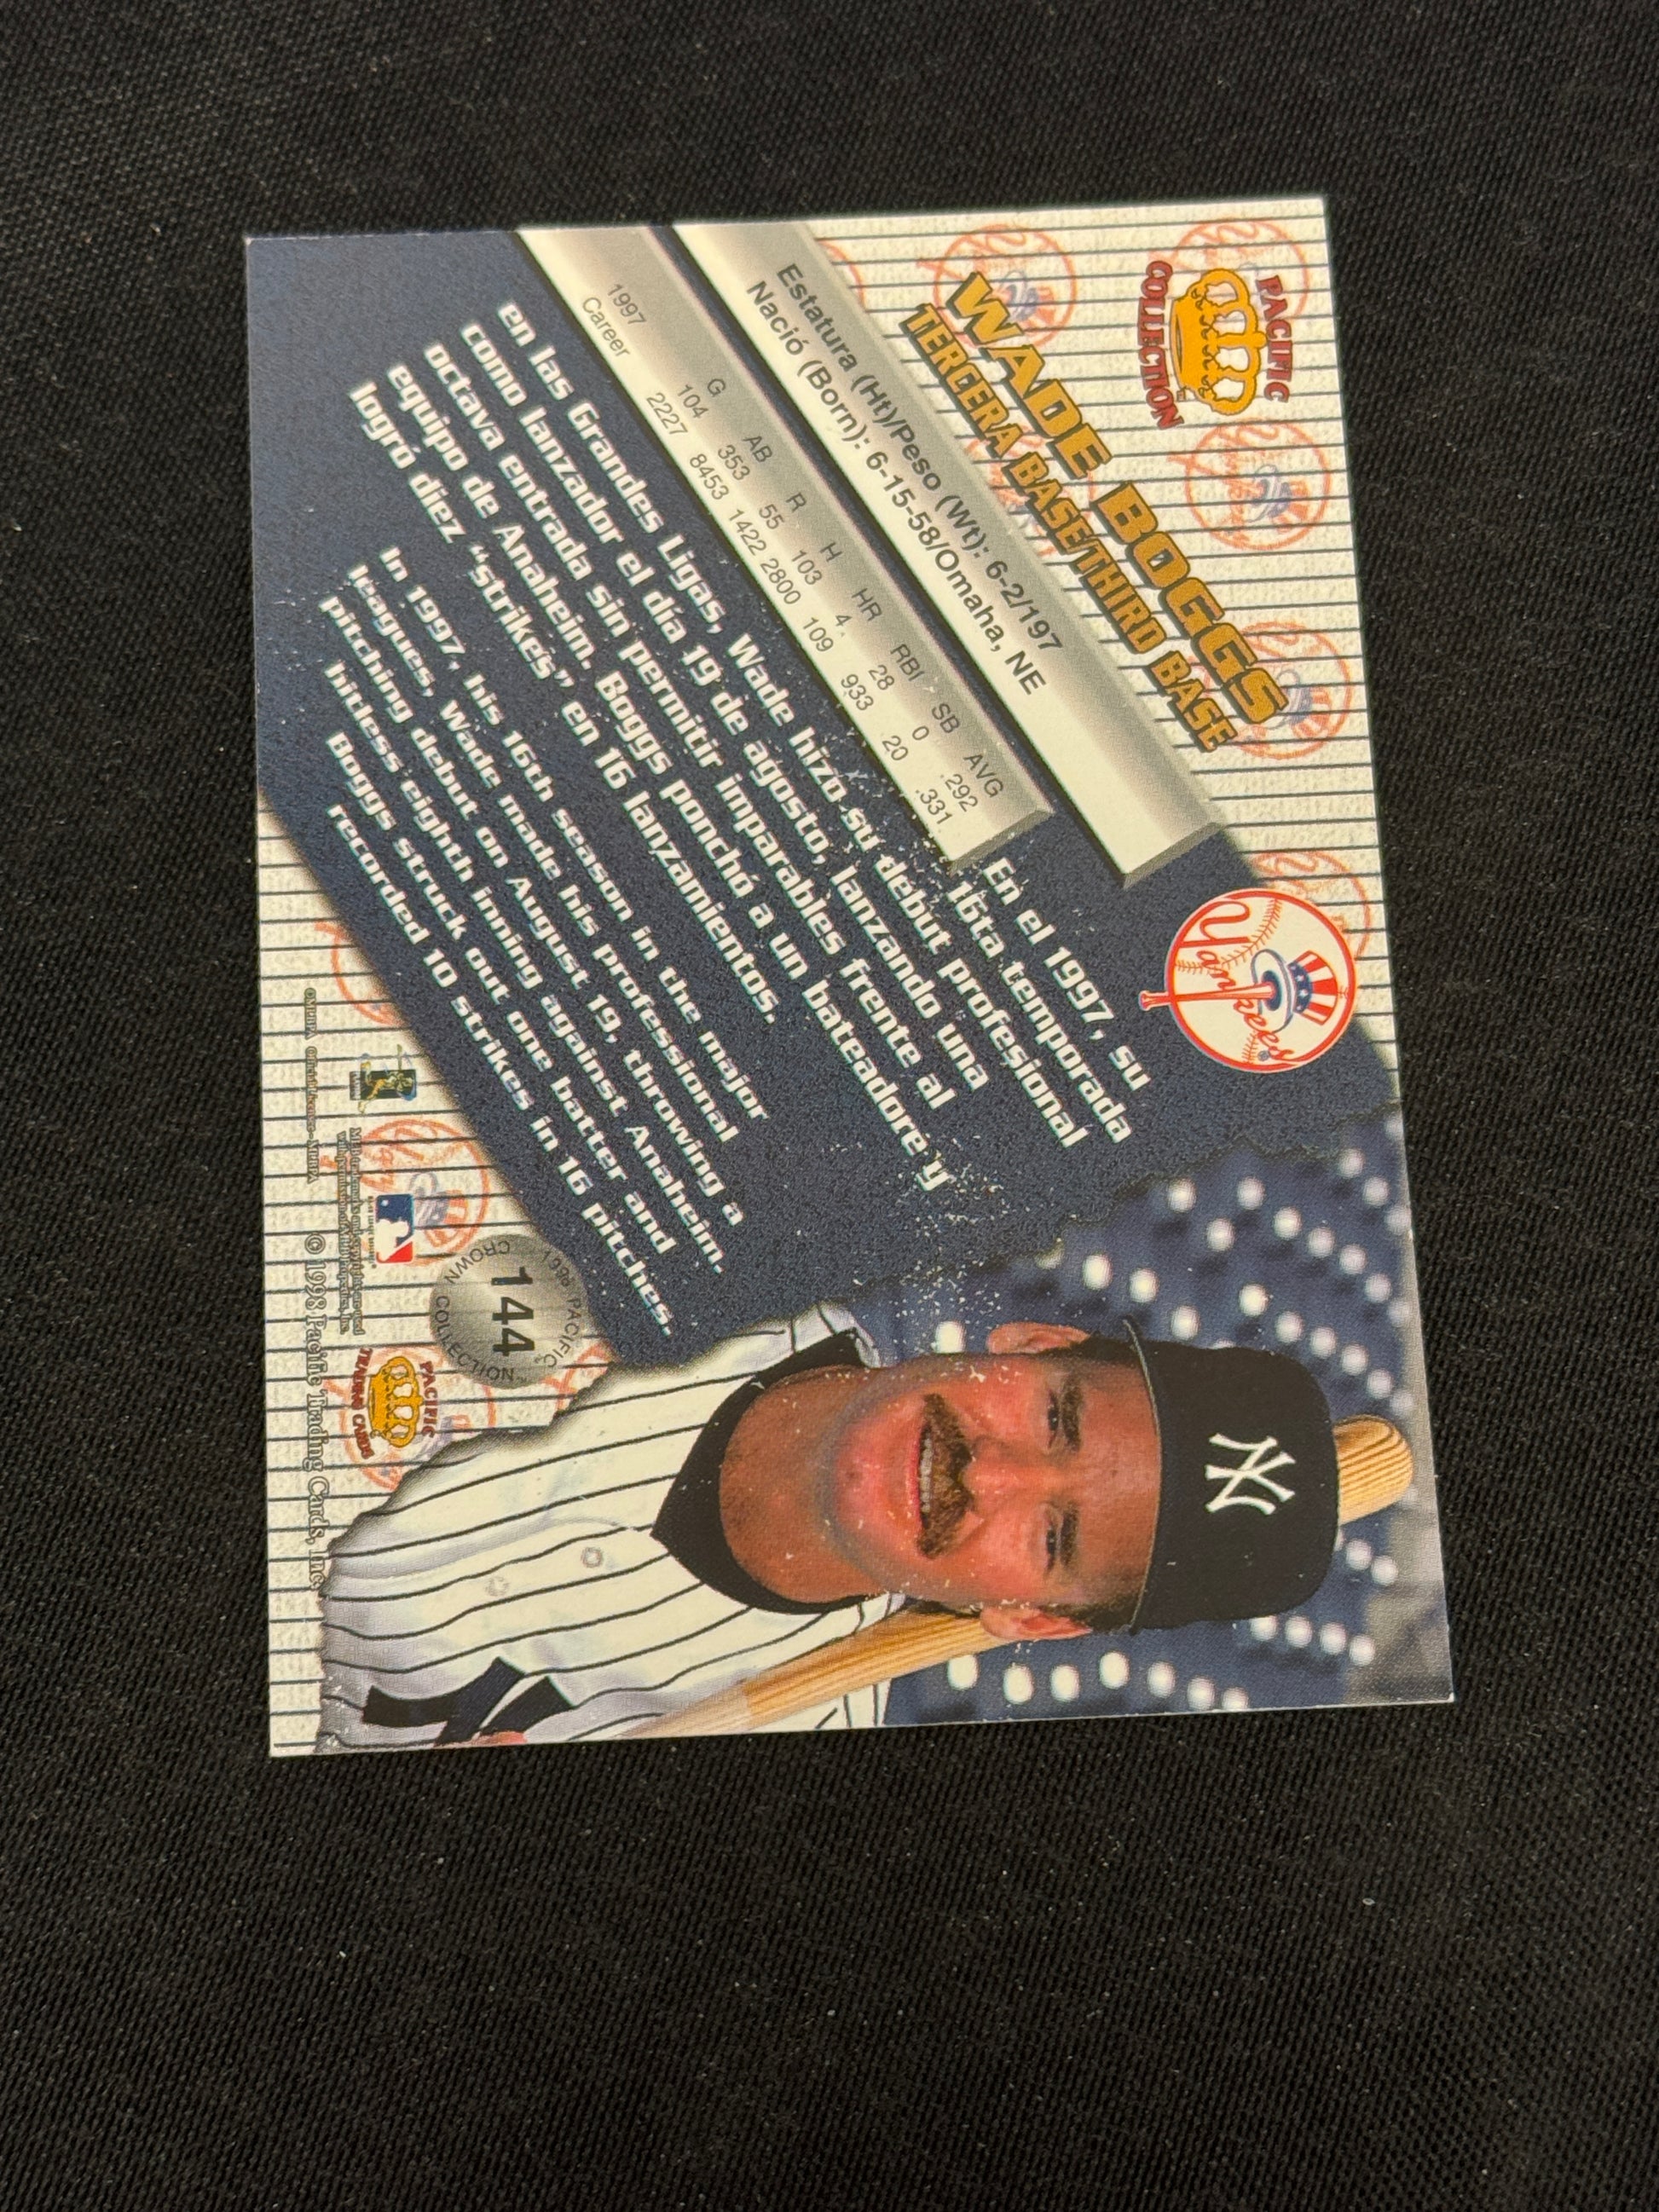 PACIFIC
COLLECTION
WADE BOGGS
TERCERA BASE/THIRD BASE
Estatura (Ht)/Peso (Wt): 6-2/197
Nació (Born): 6-15-58/Omaha, NE
G AB R H HR RBI SB AVG
1997 104 353 55 103 4 28 0 .292
Career 2227 8453 1422 2800 109 933 20 .331
Yankees
En el 1997, su
16ta temporada
en las Grandes Ligas, Wade hizo su debut profesional
como lanzador el día 19 de agosto, lanzando una
octava entrada sin permitir imparables frente al
equipo de Anaheim. Boggs ponchó a un bateadore y
logró diez “strikes” en 16 lanzamientos.
In 1997, his 16th season in the major
leagues, Wade made his professional
pitching debut on August 19, throwing a
hitless eighth inning against Anaheim.
Boggs struck out one batter and
recorded 10 strikes in 16 pitches.
NY
1998 PACIFIC
144
CROWN COLLECTION
PACIFIC
TRADING CARDS
© 1998 Pacific Trading Cards, Inc.